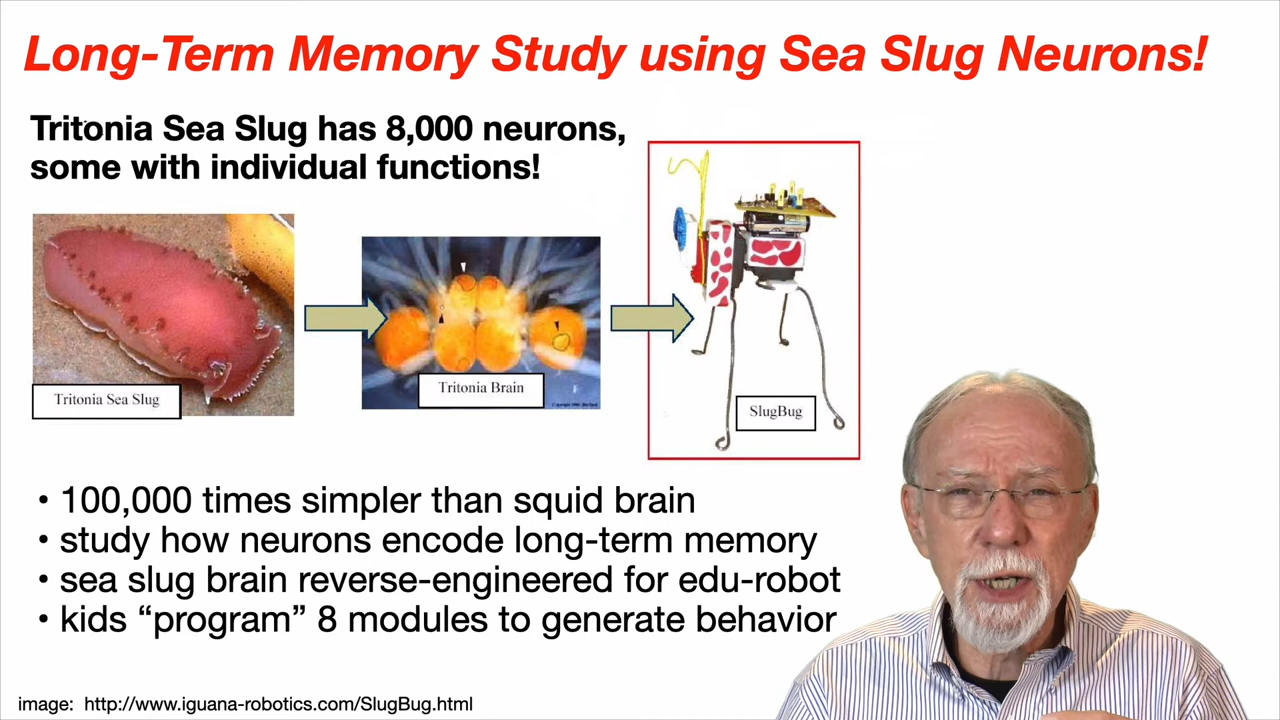 Long-Term Memory Study using Sea Slug Neurons!
Tritonia Sea Slug has 8,000 neurons,
some with individual functions!
Tritonia Sea Slug
Tritonia Brain
SlugBug
• 100,000 times simpler than squid brain
• study how neurons encode long-term memory
• sea slug brain reverse-engineered for edu-robot
• kids “program” 8 modules to generate behavior
image: http://www.iguana-robotics.com/SlugBug.html